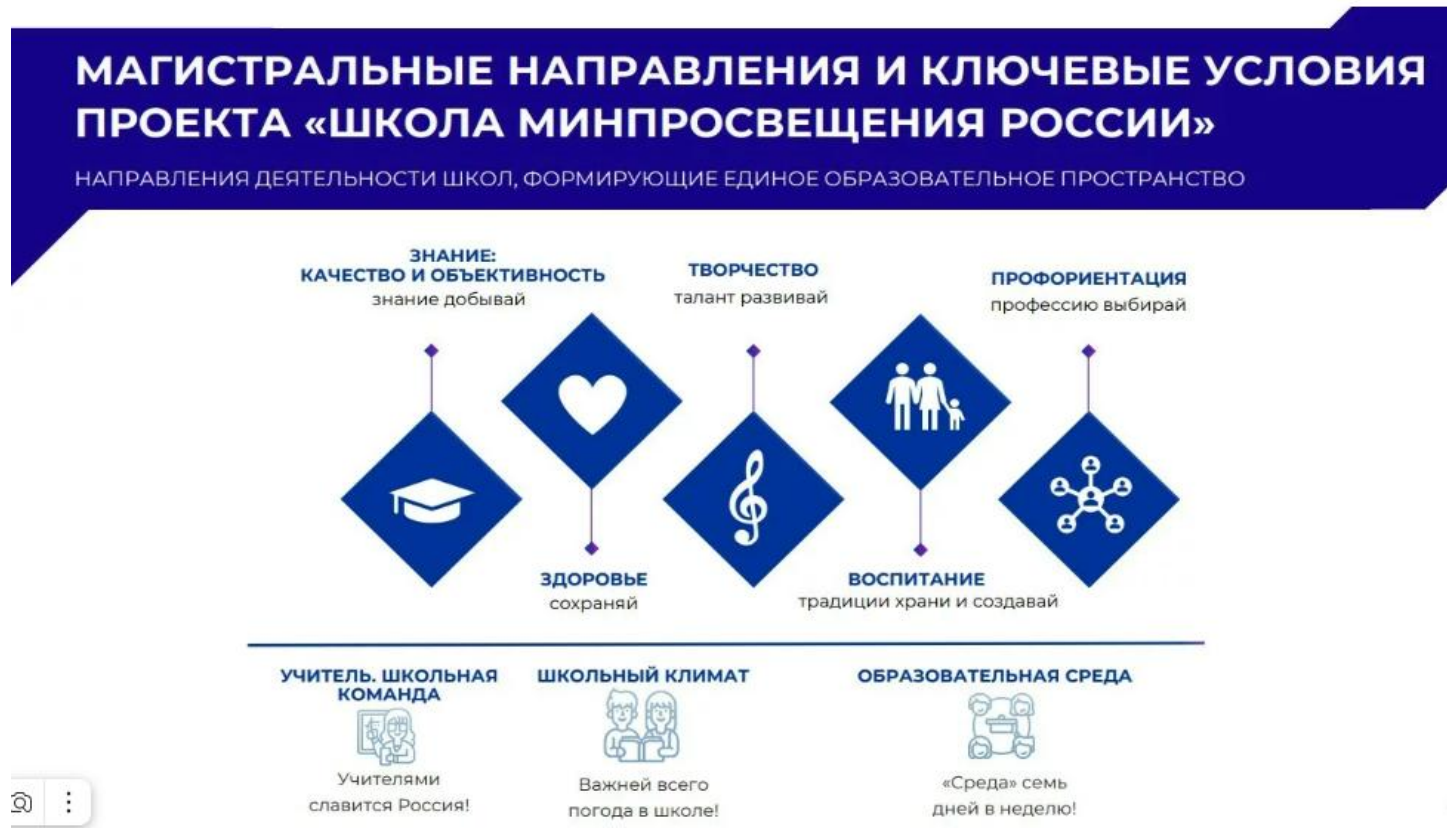 МАГИСТРАЛЬНЫЕ НАПРАВЛЕНИЯ И КЛЮЧЕВЫЕ УСЛОВИЯ
ПРОЕКТА «ШКОЛА МИНПРОСВЕЩЕНИЯ РОССИИ»
НАПРАВЛЕНИЯ ДЕЯТЕЛЬНОСТИ ШКОЛ, ФОРМИРУЮЩИЕ ЕДИНОЕ ОБРАЗОВАТЕЛЬНОЕ ПРОСТРАНСТВО
ЗНАНИЕ:
КАЧЕСТВО И ОБЪЕКТИВНОСТЬ
знание добывай
ТВОРЧЕСТВО
талант развивай
ПРОФОРИЕНТАЦИЯ
профессию выбирай
ЗДОРОВЬЕ
сохраняй
ВОСПИТАНИЕ
традиции храни и создавай
УЧИТЕЛЬ. ШКОЛЬНАЯ
КОМАНДА
Учителями
славится Россия!
ШКОЛЬНЫЙ КЛИМАТ
Важней всего
погода в школе!
ОБРАЗОВАТЕЛЬНАЯ СРЕДА
«Среда» семь
дней в неделю!